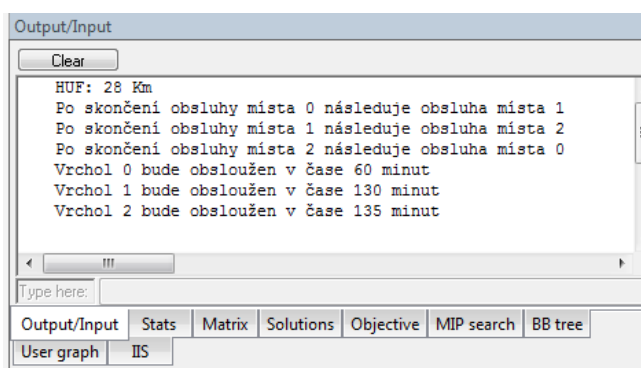 Output/Input
Clear
HUF: 28 Km
Po skončení obsluhy místa 0 následuje obsluha místa 1
Po skončení obsluhy místa 1 následuje obsluha místa 2
Po skončení obsluhy místa 2 následuje obsluha místa 0
Vrchol 0 bude obsloužen v čase 60 minut
Vrchol 1 bude obsloužen v čase 130 minut
Vrchol 2 bude obsloužen v čase 135 minut
Type here:
Output/Input Stats Matrix Solutions Objective MIP search BB tree
User graph IIS